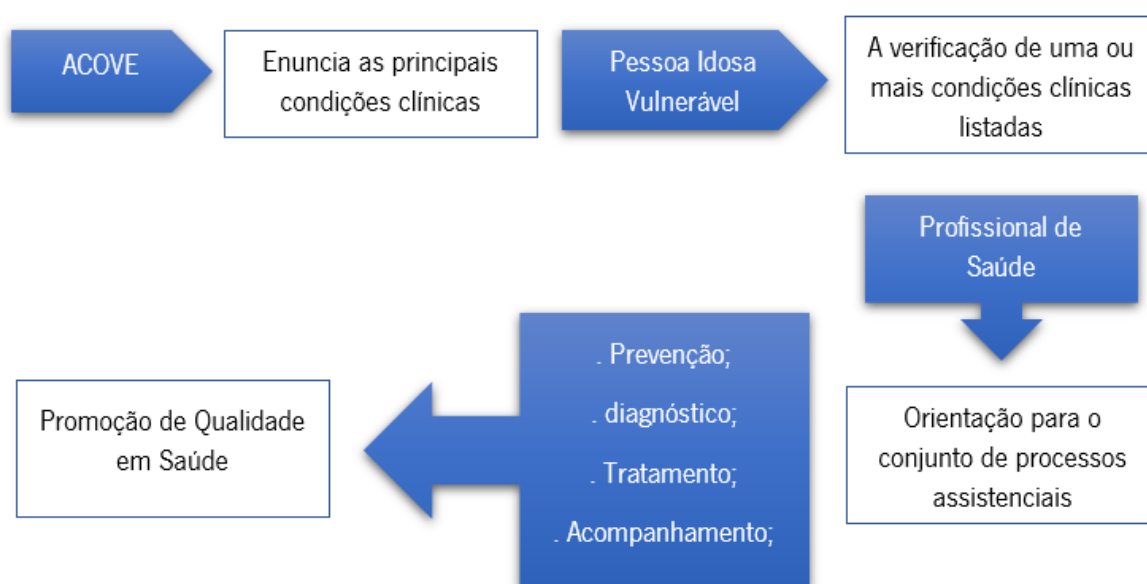 ACOVE
Enuncia as principais
condições clínicas
Pessoa Idosa
Vulnerável
A verificação de uma ou
mais condições clínicas
listadas
Profissional de
Saúde
Orientação para o
conjunto de processos
assistenciais
. Prevenção;
. diagnóstico;
. Tratamento;
. Acompanhamento;
Promoção de Qualidade
em Saúde